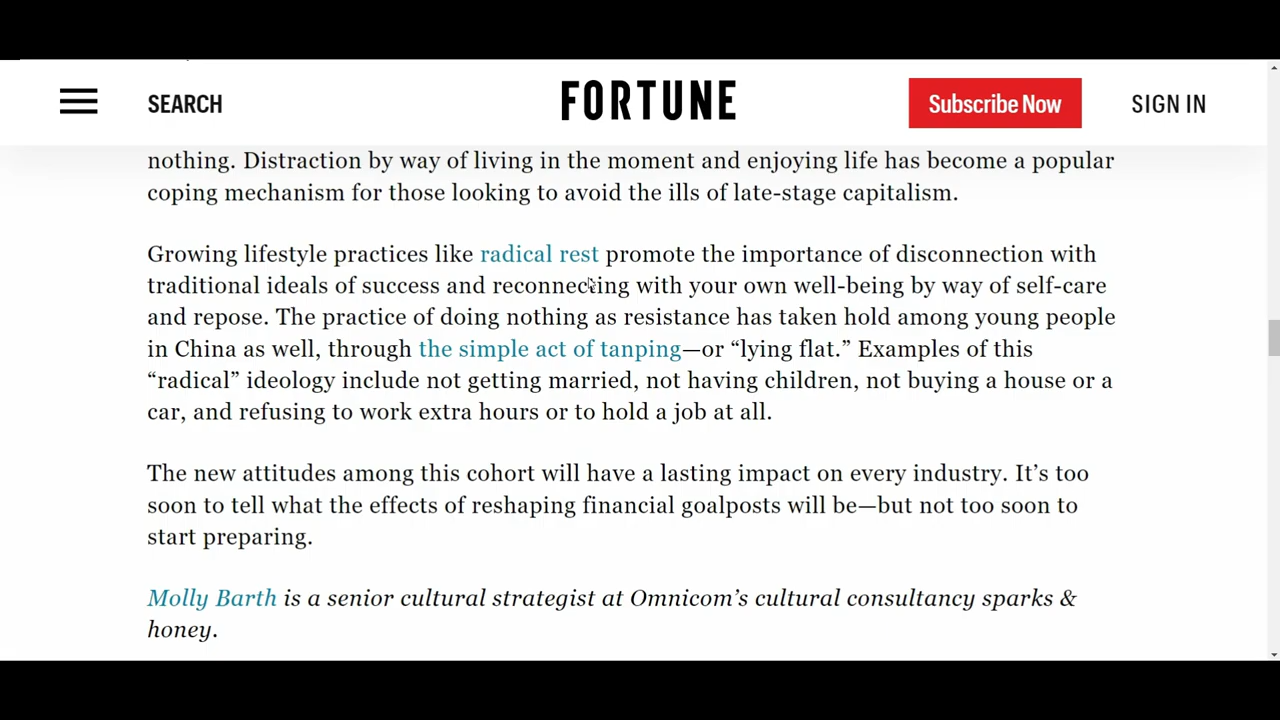 SEARCH FORTUNE Subscribe Now SIGN IN
nothing. Distraction by way of living in the moment and enjoying life has become a popular
coping mechanism for those looking to avoid the ills of late-stage capitalism.
Growing lifestyle practices like radical rest promote the importance of disconnection with
traditional ideals of success and reconnecting with your own well-being by way of self-care
and repose. The practice of doing nothing as resistance has taken hold among young people
in China as well, through the simple act of tanping—or “lying flat.” Examples of this
“radical” ideology include not getting married, not having children, not buying a house or a
car, and refusing to work extra hours or to hold a job at all.
The new attitudes among this cohort will have a lasting impact on every industry. It’s too
soon to tell what the effects of reshaping financial goalposts will be—but not too soon to
start preparing.
Molly Barth is a senior cultural strategist at Omnicom’s cultural consultancy sparks &
honey.